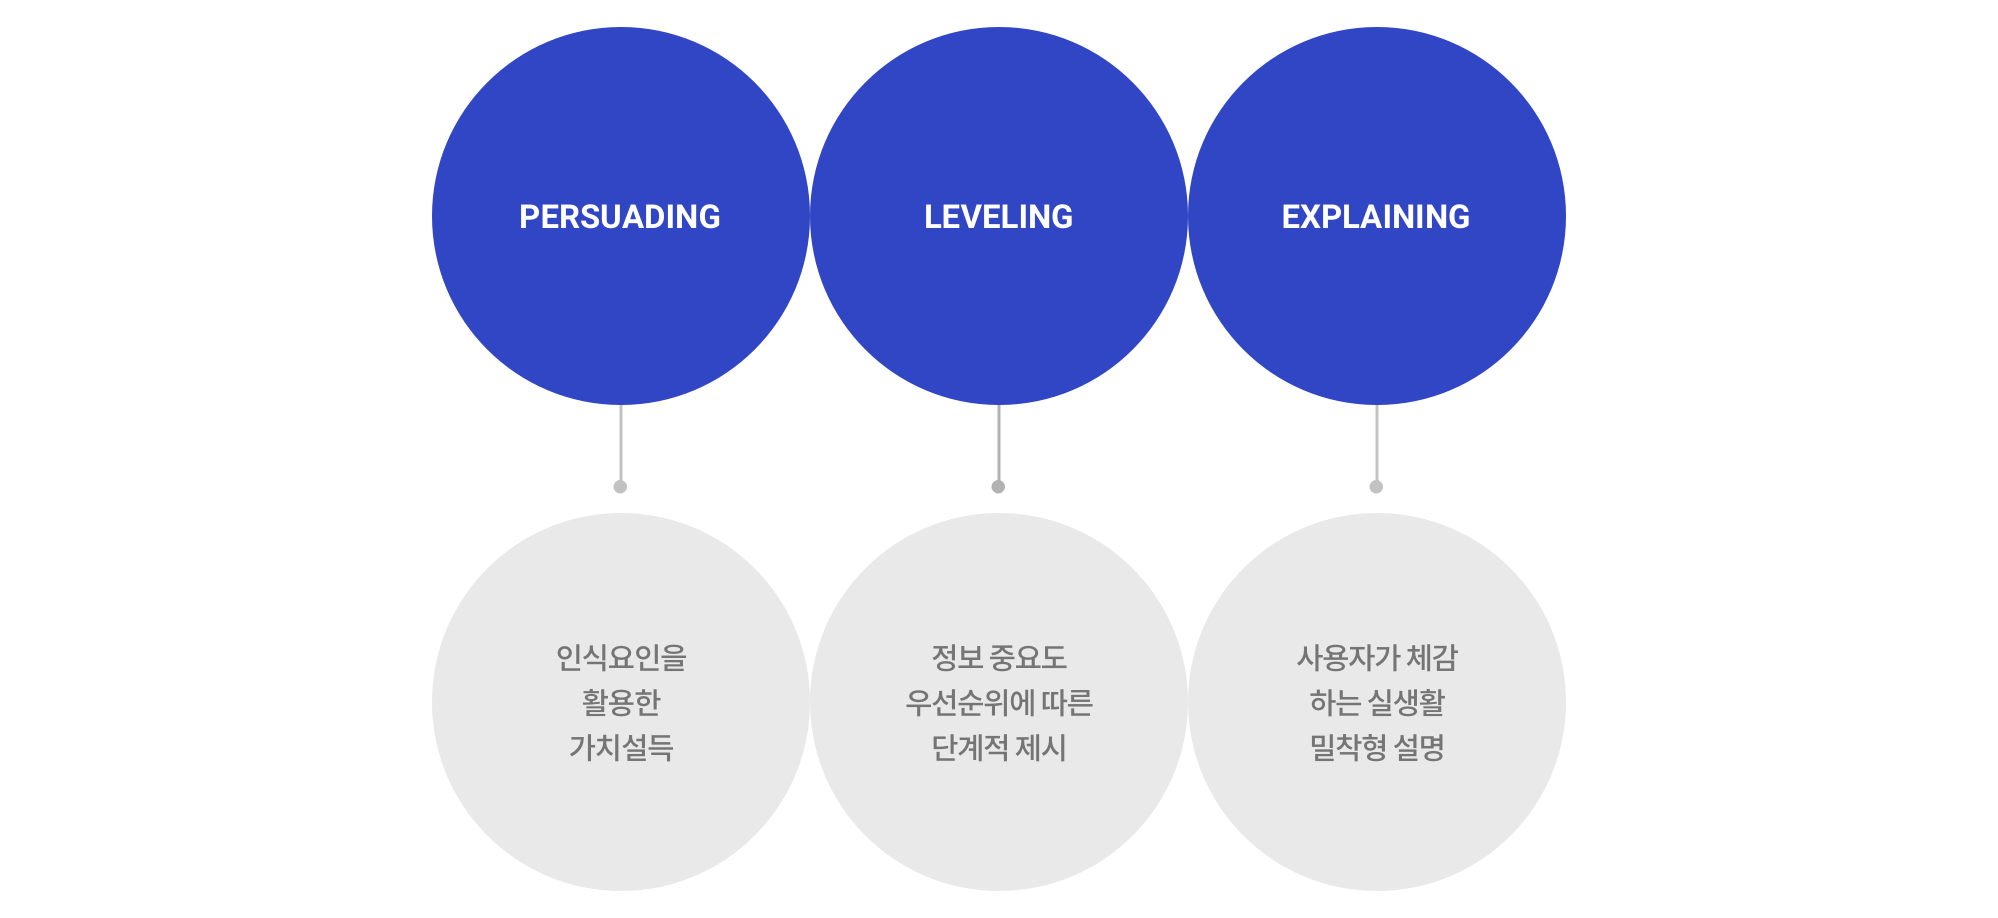 PERSUADING
LEVELING
EXPLAINING
인식요인을
활용한
가치설득
정보 중요도
우선순위에 따른
단계적 제시
사용자가 체감
하는 실생활
밀착형 설명